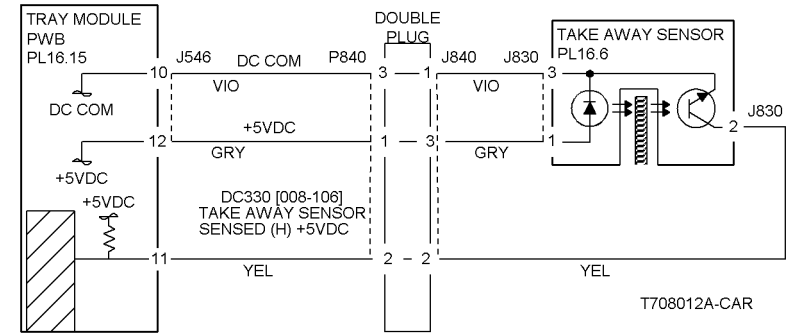 TRAY MODULE
PWB
PL16.15
DOUBLE
PLUG
TAKE AWAY SENSOR
PL16.6
J546
DC COM
P840
J840
J830
10
3
1
3
VIO
VIO
DC COM
J830
2
+5VDC
12
1
3
1
GRY
GRY
+5VDC
+5VDC
DC330 [008-106]
TAKE AWAY SENSOR
SENSED (H) +5VDC
11
2
2
YEL
YEL
T708012A-CAR